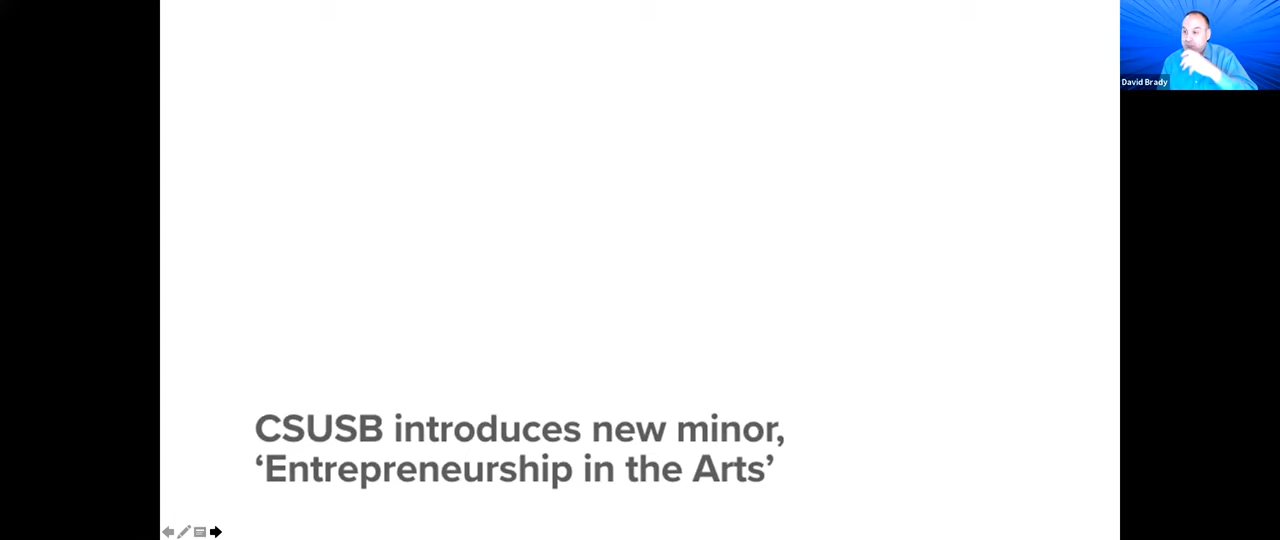 David Brady
CSUSB introduces new minor,
‘Entrepreneurship in the Arts’